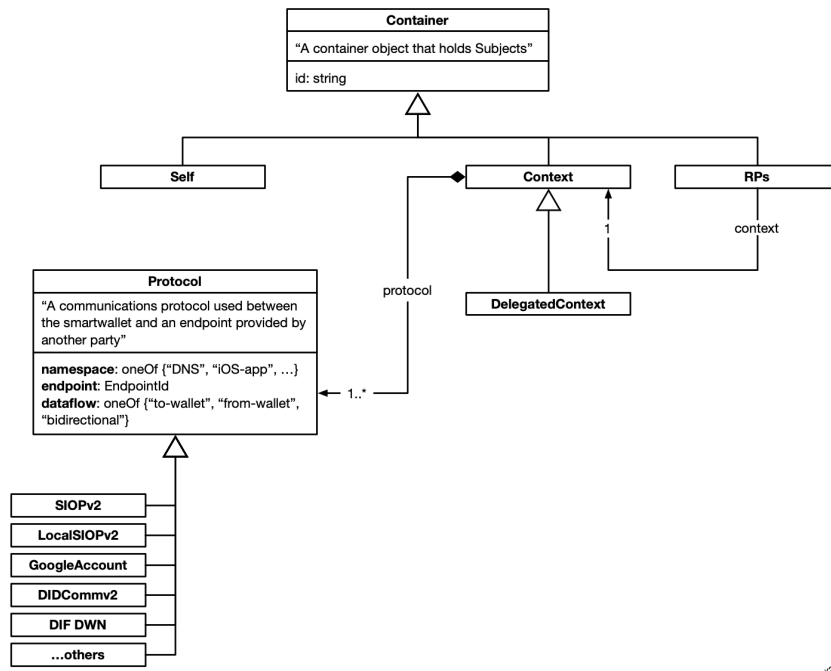 Container
“A container object that holds Subjects”
id: string
Self
Context
RPs
1
context
protocol
DelegatedContext
Protocol
“A communications protocol used between
the smartwallet and an endpoint provided by
another party”
namespace: oneOf {“DNS”, “iOS-app”, …}
endpoint: EndpointId
dataflow: oneOf {“to-wallet”, “from-wallet”,
“bidirectional”}
1..*
SIOPv2
LocalSIOPv2
GoogleAccount
DIDCommv2
DIF DWN
…others